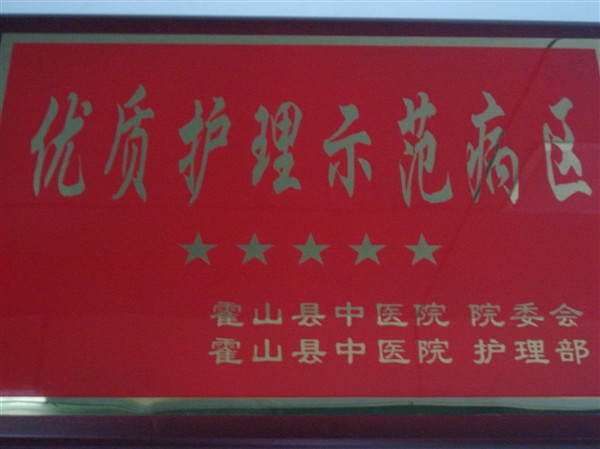 优质护理示范病区
★★★★★
霍山县中医院 院委会
霍山县中医院 护理部